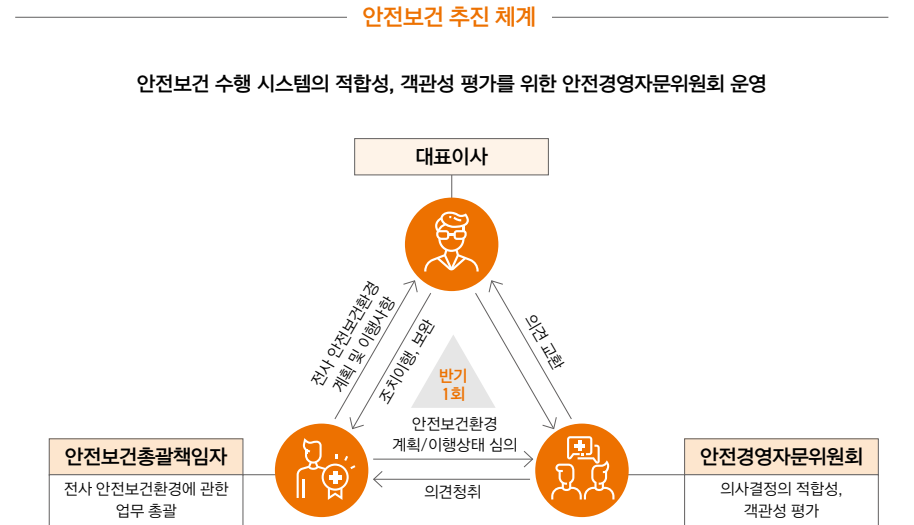 안전보건 추진 체계
안전보건 수행 시스템의 적합성, 객관성 평가를 위한 안전경영자문위원회 운영
대표이사
전사 안전보건환경
계획 및 이행사항
조치이행, 보완
의견 교환
반기
1회
안전보건환경
계획/이행상태 심의
의견청취
안전보건총괄책임자
전사 안전보건환경에 관한
업무 총괄
안전경영자문위원회
의사결정의 적합성,
객관성 평가